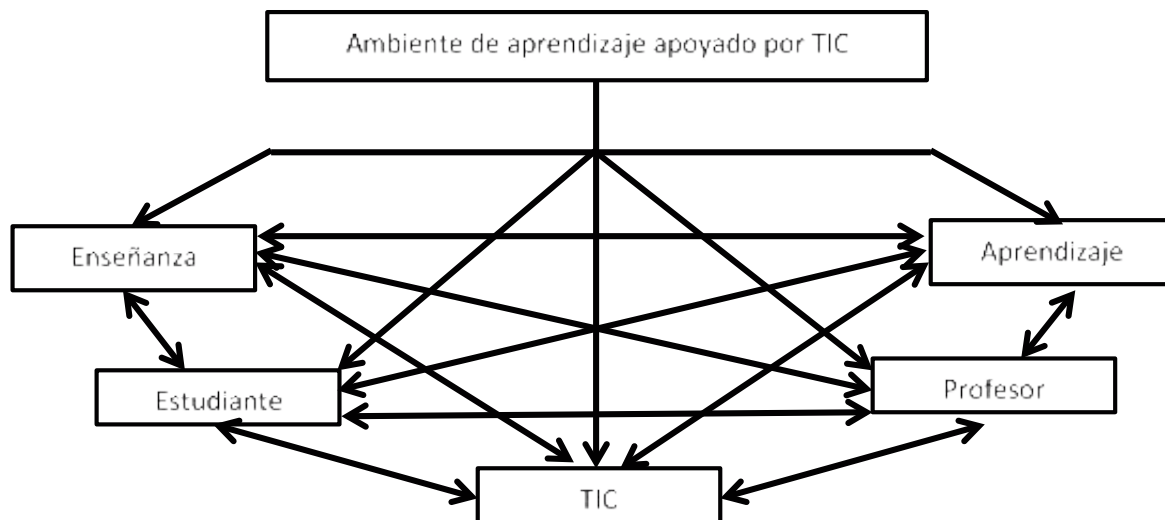 Ambiente de aprendizaje apoyado por TIC
Enseñanza
Aprendizaje
Estudiante
Profesor
TIC